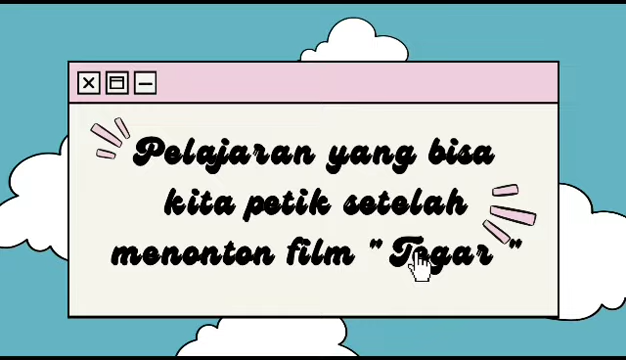 Pelajaran yang bisa
kita petik setelah
menonton film "Tegar"